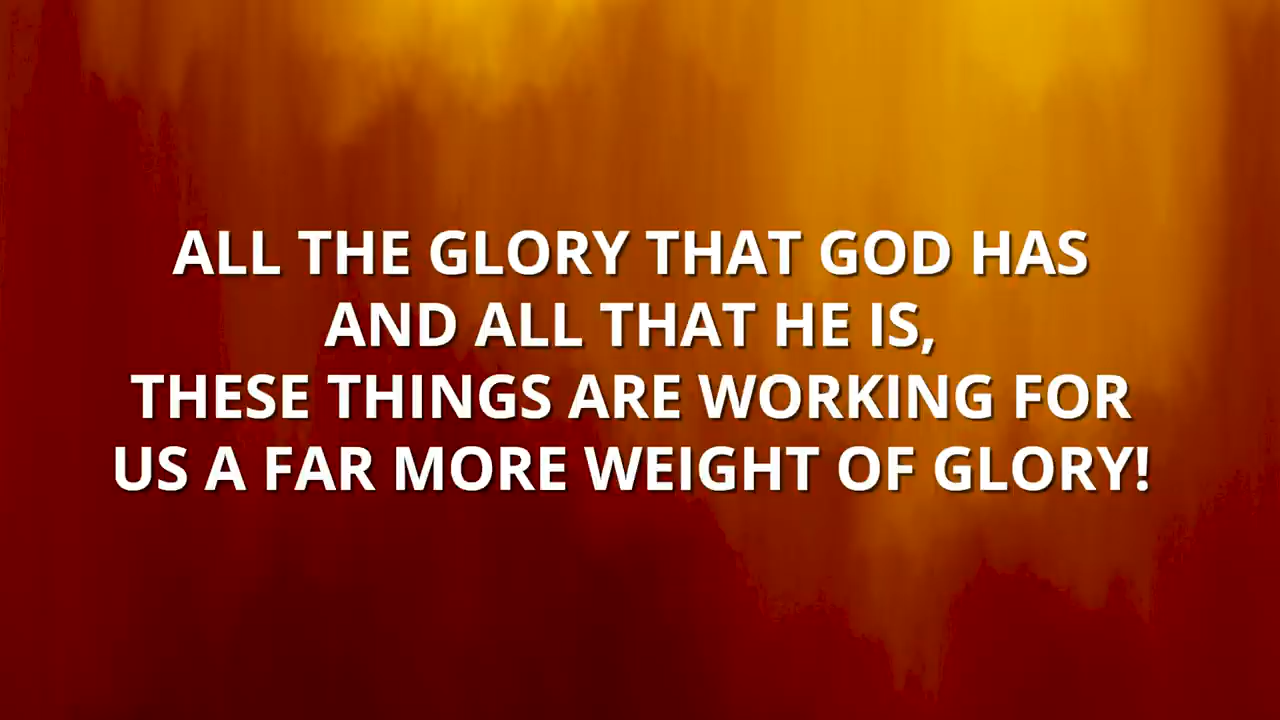 ALL THE GLORY THAT GOD HAS
AND ALL THAT HE IS,
THESE THINGS ARE WORKING FOR
US A FAR MORE WEIGHT OF GLORY!